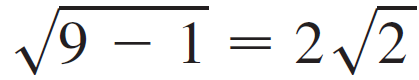 √9 − 1 = 2√2